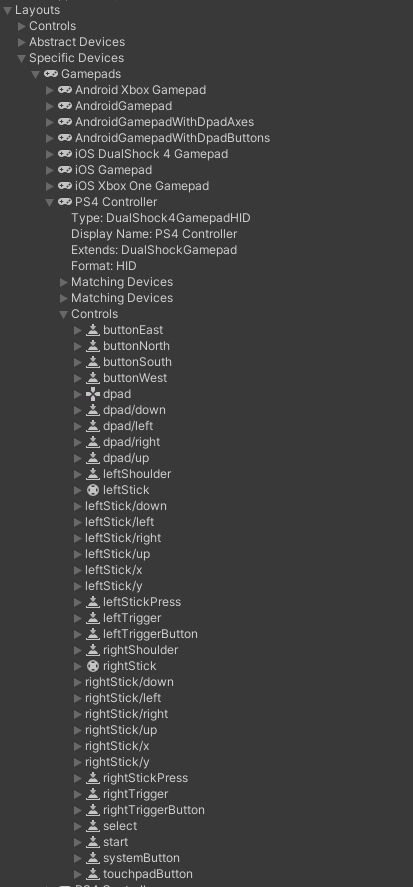 Layouts
Controls
Abstract Devices
Specific Devices
Gamepads
Android Xbox Gamepad
AndroidGamepad
AndroidGamepadWithDpadAxes
AndroidGamepadWithDpadButtons
iOS DualShock 4 Gamepad
iOS Gamepad
iOS Xbox One Gamepad
PS4 Controller
Type: DualShock4GamepadHID
Display Name: PS4 Controller
Extends: DualShockGamepad
Format: HID
Matching Devices
Matching Devices
Controls
buttonEast
buttonNorth
buttonSouth
buttonWest
dpad
dpad/down
dpad/left
dpad/right
dpad/up
leftShoulder
leftStick
leftStick/down
leftStick/left
leftStick/right
leftStick/up
leftStick/x
leftStick/y
leftStickPress
leftTrigger
leftTriggerButton
rightShoulder
rightStick
rightStick/down
rightStick/left
rightStick/right
rightStick/up
rightStick/x
rightStick/y
rightStickPress
rightTrigger
rightTriggerButton
select
start
systemButton
touchpadButton